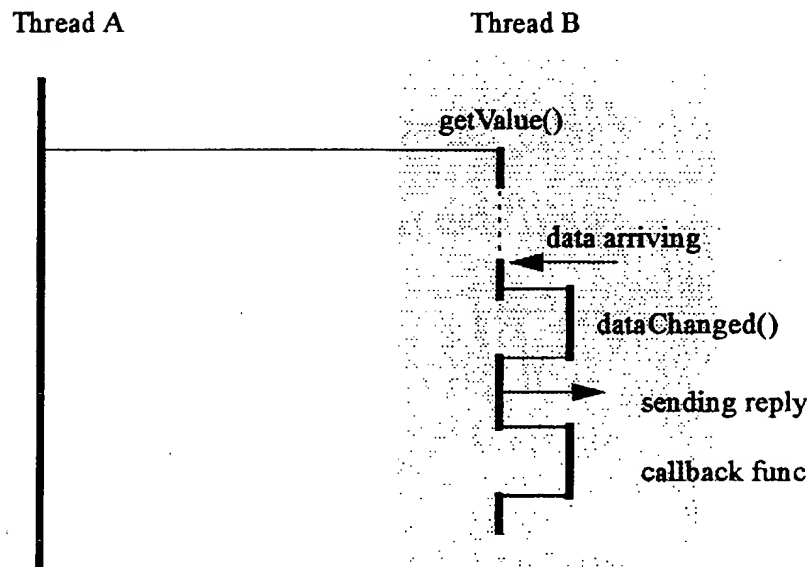 Thread A
Thread B
getValue()
data arriving
dataChanged()
sending reply
callback func